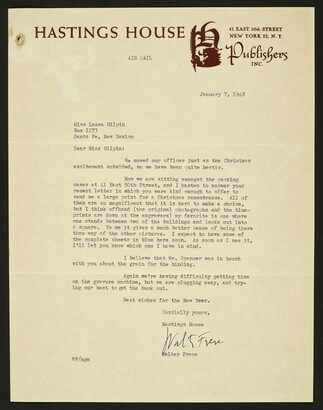 HASTINGS HOUSE
41 EAST 50th STREET
NEW YORK 22, N.Y.
Publishers
INC.
AIR MAIL
January 7, 1948
Miss Laura Gilpin
Box 1173
Santa Fe, New Mexico
Dear Miss Gilpin:
We moved our offices just as the Christmas
excitement subsided, so we have been quite hectic.
Now we are sitting amongst the packing
cases at 41 East 50th Street, and I hasten to answer your
recent letter in which you were kind enough to offer to
send me a large print for a Christmas remembrance. All of
them are so magnificent that it is hard to make a choice,
but I think offhand (the original photographs and the blue-
prints are down at the engravers) my favorite is one where
one stands between two of the buildings and looks out into
a square. To me it gives a much better sense of being there
than any of the other pictures. I expect to have some of
the complete sheets in blue here soon. As soon as I see it,
I'll let you know which one I have in mind.
I believe that Mr. Spencer was in touch
with you about the grain for the binding.
Again we're having difficulty getting time
on the gravure machine, but we are plugging away, and try-
ing our best to get the book out.
Best wishes for the New Year.
Cordially yours,
Hastings House
Walter Frese
Walter Frese
WF/mgm